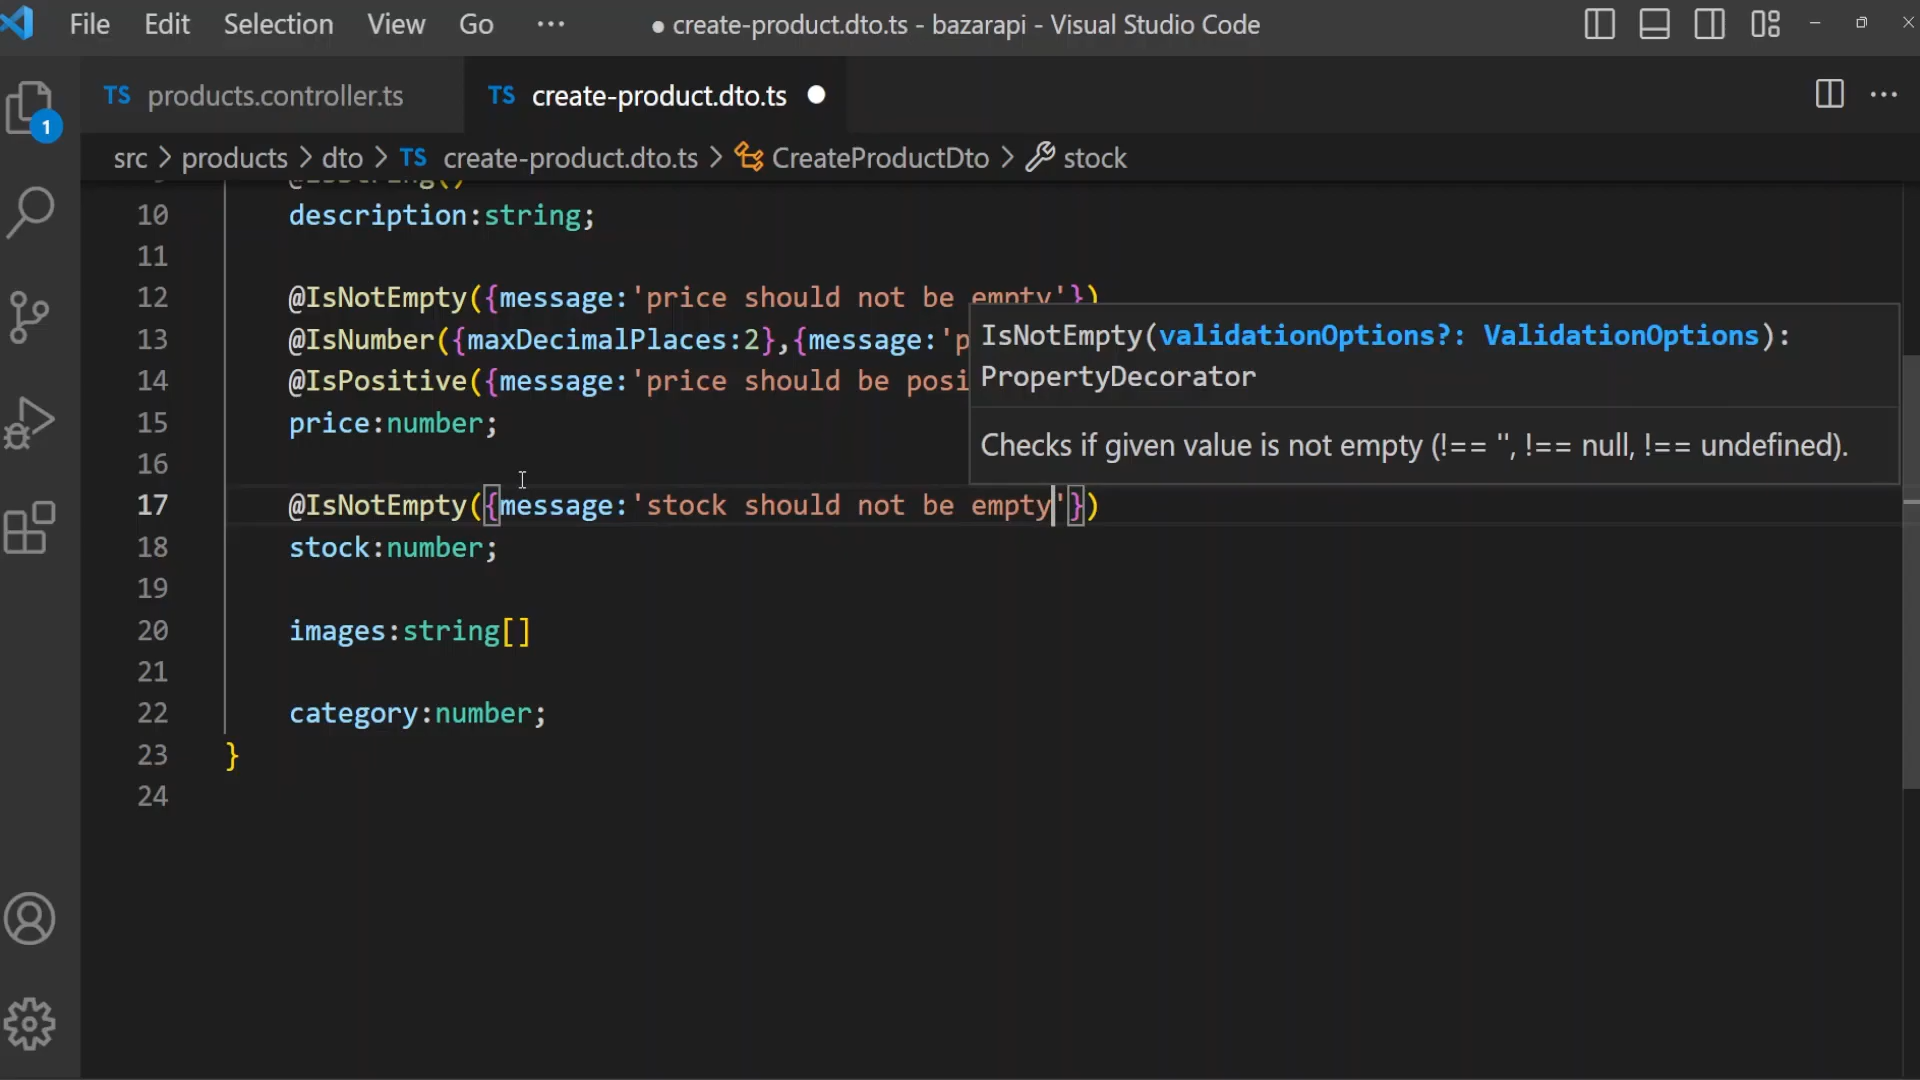 File Edit Selection View Go ··· ● create-product.dto.ts - bazarapi - Visual Studio Code
1
TS products.controller.ts TS create-product.dto.ts ●
src > products > dto > TS create-product.dto.ts > CreateProductDto > stock
10 description:string;
11
12 @IsNotEmpty({message:'price should not be empty'})
13 @IsNumber({maxDecimalPlaces:2},{message:'p
14 @IsPositive({message:'price should be posi
15 price:number;
16
17 @IsNotEmpty({message:'stock should not be empty'})
18 stock:number;
19
20 images:string[]
21
22 category:number;
23 }
24
IsNotEmpty(validationOptions?: ValidationOptions):
PropertyDecorator
Checks if given value is not empty (!== '', !== null, !== undefined).